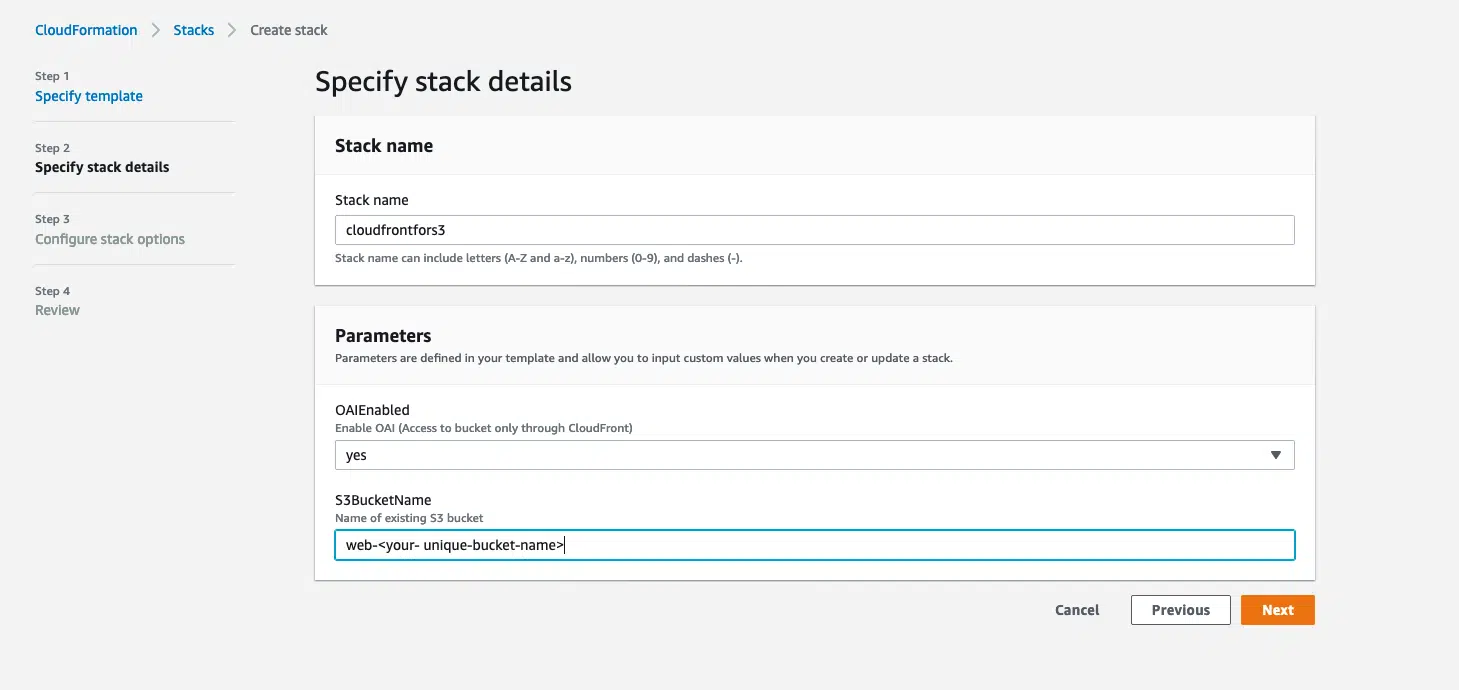 CloudFormation > Stacks > Create stack
Step 1
Specify template
Step 2
Specify stack details
Step 3
Configure stack options
Step 4
Review
Specify stack details
Stack name
Stack name
cloudfrontfors3
Stack name can include letters (A-Z and a-z), numbers (0-9), and dashes (-).
Parameters
Parameters are defined in your template and allow you to input custom values when you create or update a stack.
OAIEnabled
Enable OAI (Access to bucket only through CloudFront)
yes
S3BucketName
Name of existing S3 bucket
web-<your- unique-bucket-name>
Cancel Previous Next